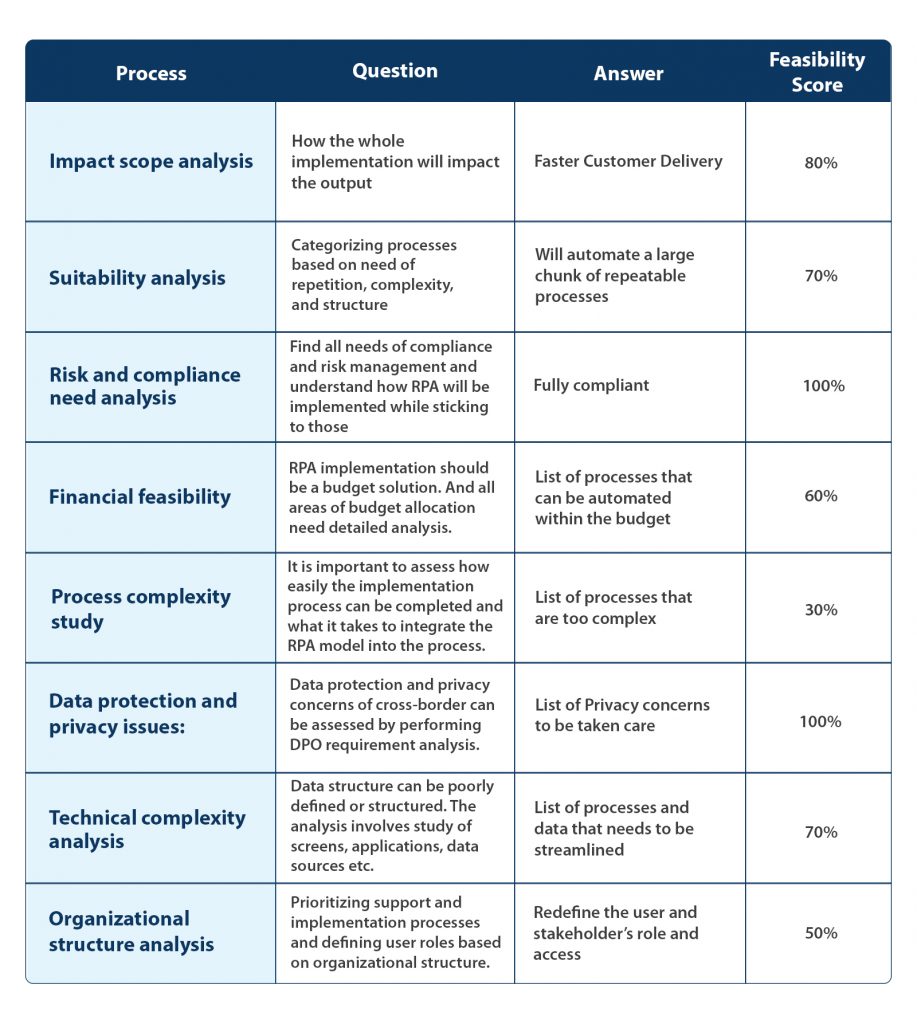 Process
Question
Answer
Feasibility
Score
Impact scope analysis
How the whole
implementation will impact
the output
Faster Customer Delivery
80%
Suitability analysis
Categorizing processes
based on need of
repetition, complexity,
and structure
Will automate a large
chunk of repeatable
processes
70%
Risk and compliance
need analysis
Find all needs of compliance
and risk management and
understand how RPA will be
implemented while sticking
to those
Fully compliant
100%
Financial feasibility
RPA implementation should
be a budget solution. And all
areas of budget allocation
need detailed analysis.
List of processes that
can be automated
within the budget
60%
Process complexity
study
It is important to assess how
easily the implementation
process can be completed and
what it takes to integrate the
RPA model into the process.
List of processes that
are too complex
30%
Data protection and
privacy issues:
Data protection and privacy
concerns of cross-border can
be assessed by performing
DPO requirement analysis.
List of Privacy concerns
to be taken care
100%
Technical complexity
analysis
Data structure can be poorly
defined or structured. The
analysis involves study of
screens, applications, data
sources etc.
List of processes and
data that needs to be
streamlined
70%
Organizational
structure analysis
Prioritizing support and
implementation processes
and defining user roles based
on organizational structure.
Redefine the user and
stakeholder's role and
access
50%